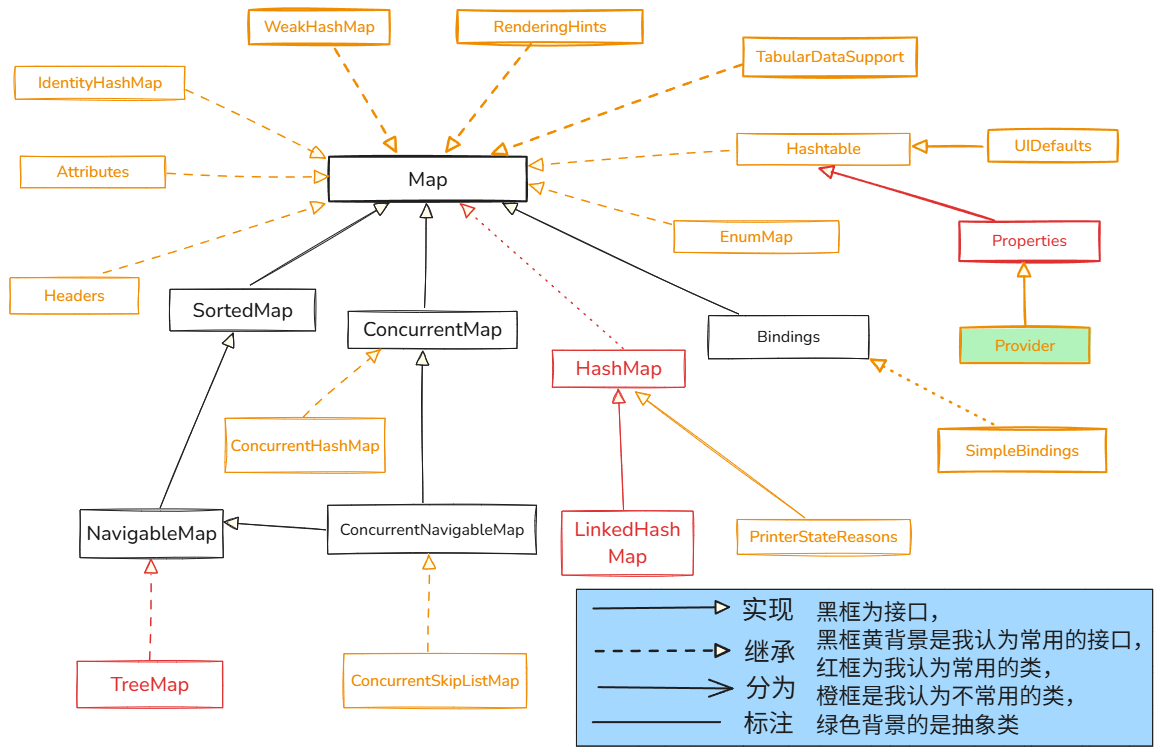 WeakHashMap
RenderingHints
TabularDataSupport
IdentityHashMap
Hashtable
UIDefaults
Attributes
Map
EnumMap
Properties
Headers
SortedMap
ConcurrentMap
Bindings
Provider
HashMap
ConcurrentHashMap
SimpleBindings
NavigableMap
ConcurrentNavigableMap
LinkedHash
Map
PrinterStateReasons
TreeMap
ConcurrentSkipListMap
实现
继承
分为
标注
黑框为接口，
黑框黄背景是我认为常用的接口，
红框为我认为常用的类，
橙框是我认为不常用的类，
绿色背景的是抽象类